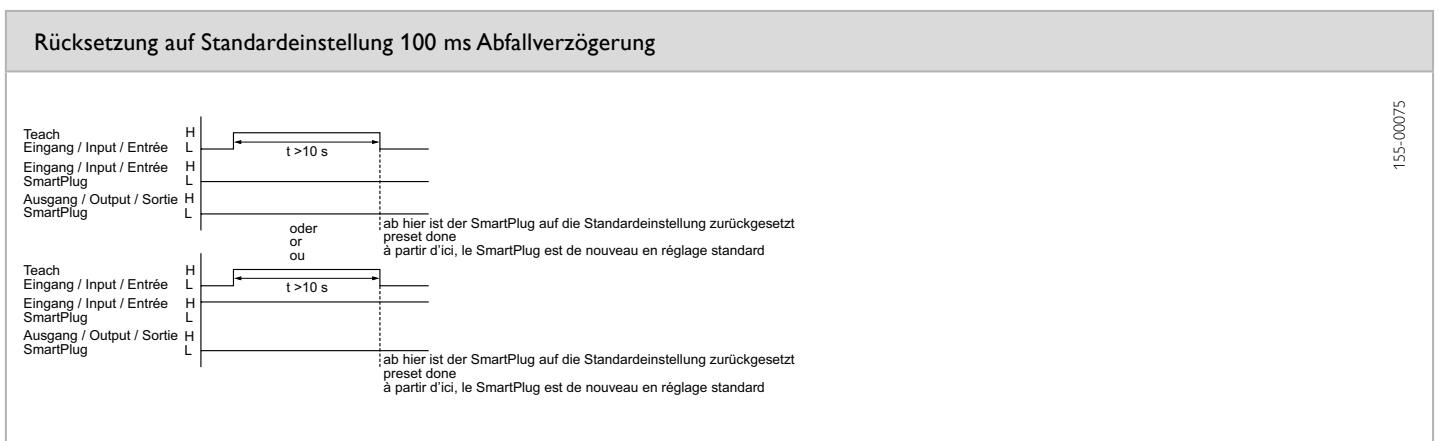 Rücksetzung auf Standardeinstellung 100 ms Abfallverzögerung
155-00075
Teach H
Eingang / Input / Entrée L
t >10 s
Eingang / Input / Entrée H
SmartPlug L
Ausgang / Output / Sortie H
SmartPlug L
oder
or
ou
ab hier ist der SmartPlug auf die Standardeinstellung zurückgesetzt
preset done
à partir d'ici, le SmartPlug est de nouveau en réglage standard
Teach H
Eingang / Input / Entrée L
t >10 s
Eingang / Input / Entrée H
SmartPlug L
Ausgang / Output / Sortie H
SmartPlug L
ab hier ist der SmartPlug auf die Standardeinstellung zurückgesetzt
preset done
à partir d'ici, le SmartPlug est de nouveau en réglage standard